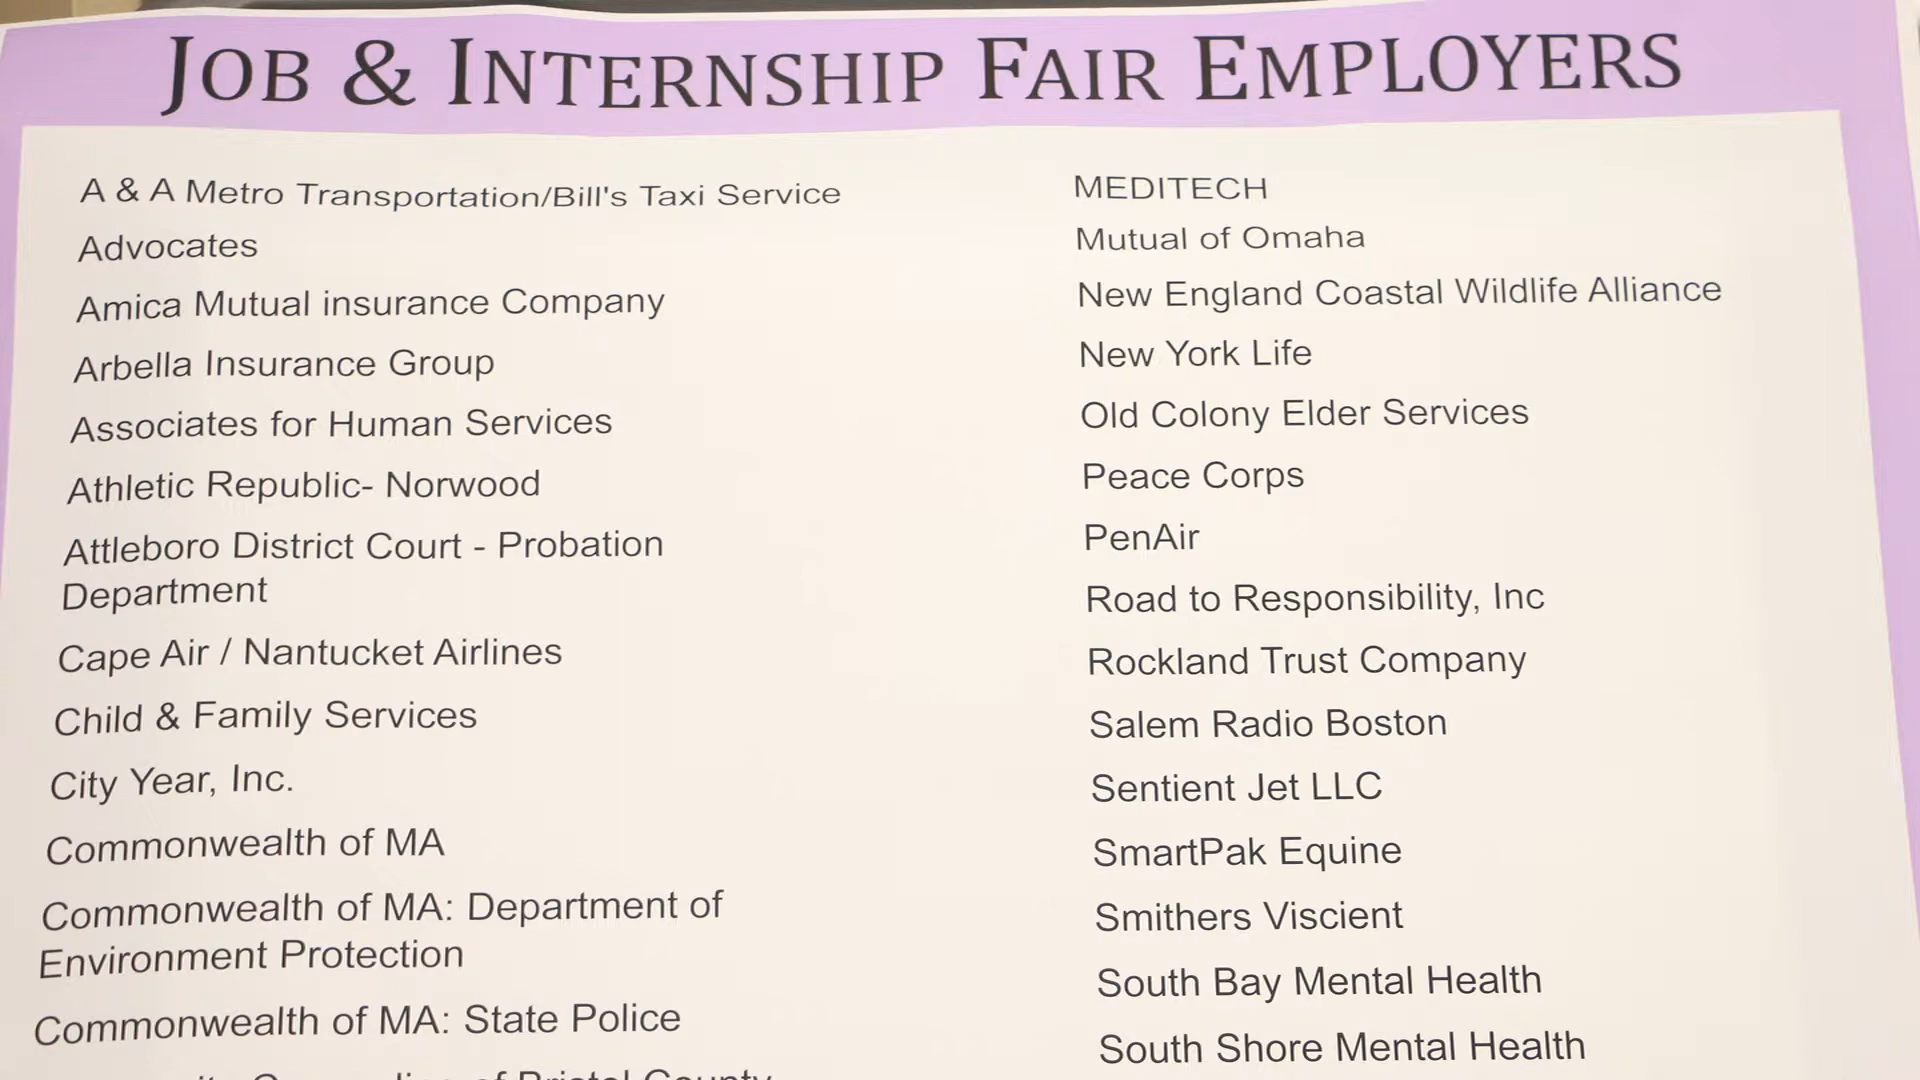 JOB & INTERNSHIP FAIR EMPLOYERS
A & A Metro Transportation/Bill's Taxi Service
Advocates
Amica Mutual insurance Company
Arbella Insurance Group
Associates for Human Services
Athletic Republic- Norwood
Attleboro District Court - Probation
Department
Cape Air / Nantucket Airlines
Child & Family Services
City Year, Inc.
Commonwealth of MA
Commonwealth of MA: Department of
Environment Protection
Commonwealth of MA: State Police
of Bristol County
MEDITECH
Mutual of Omaha
New England Coastal Wildlife Alliance
New York Life
Old Colony Elder Services
Peace Corps
PenAir
Road to Responsibility, Inc
Rockland Trust Company
Salem Radio Boston
Sentient Jet LLC
SmartPak Equine
Smithers Viscient
South Bay Mental Health
South Shore Mental Health